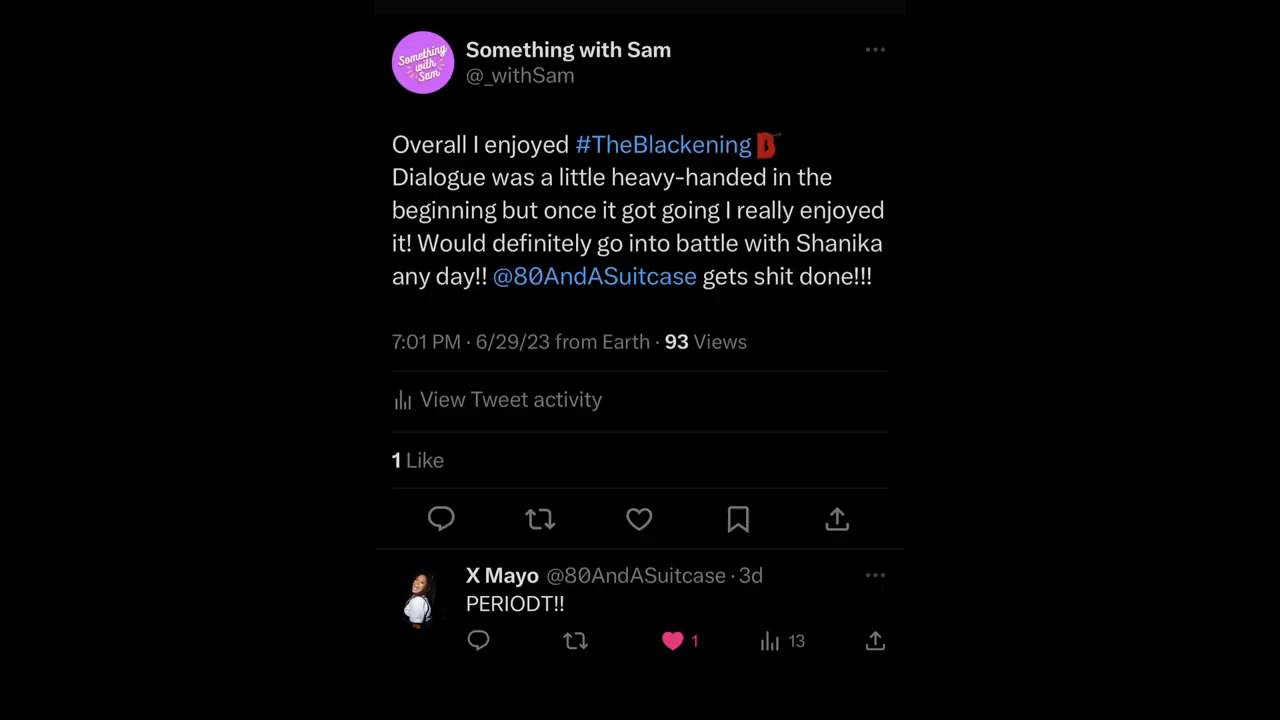 Something with Sam
Something with Sam
@_withSam
Overall I enjoyed #TheBlackening
Dialogue was a little heavy-handed in the
beginning but once it got going I really enjoyed
it! Would definitely go into battle with Shanika
any day!! @80AndASuitcase gets shit done!!!
7:01 PM · 6/29/23 from Earth · 93 Views
View Tweet activity
1 Like
X Mayo @80AndASuitcase · 3d
PERIODT!!
1 13